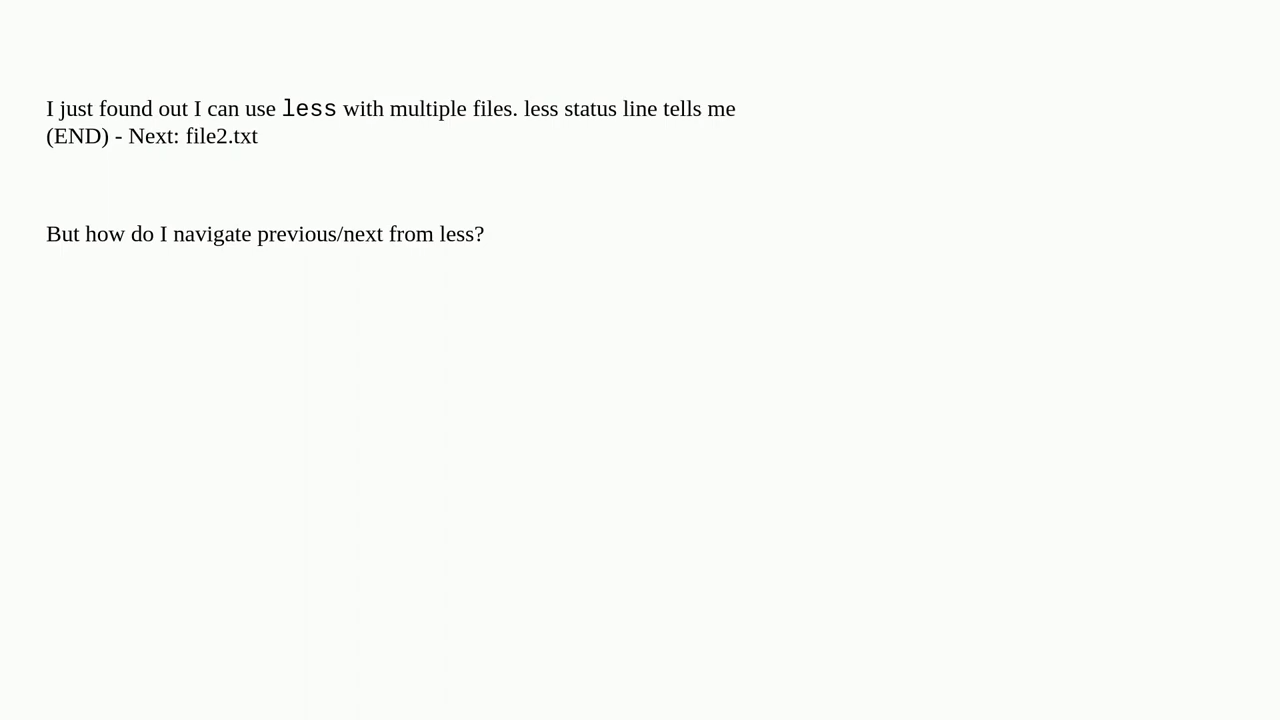 I just found out I can use less with multiple files. less status line tells me
(END) - Next: file2.txt
But how do I navigate previous/next from less?